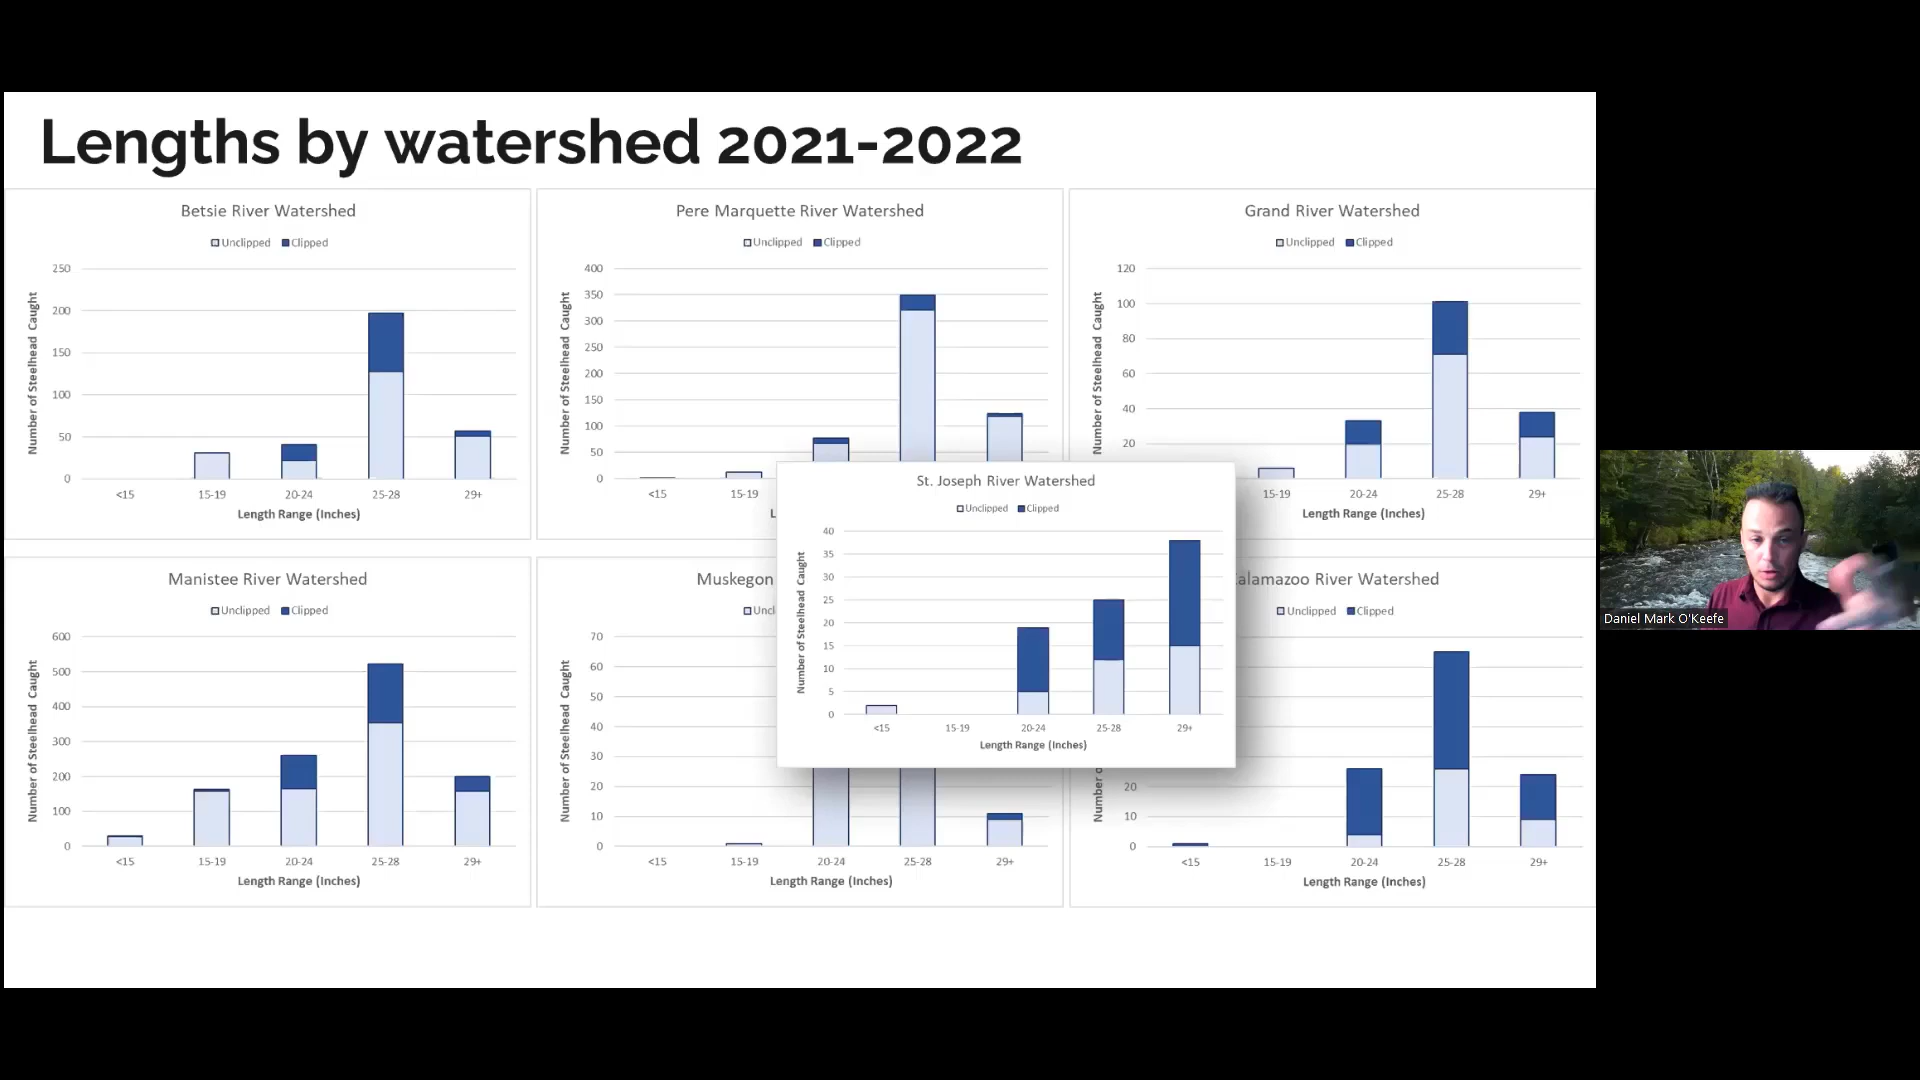 Lengths by watershed 2021-2022
Betsie River Watershed
Unclipped Clipped
Number of Steelhead Caught
250
200
150
100
50
0
<15 15-19 20-24 25-28 29+
Length Range (Inches)
Pere Marquette River Watershed
Unclipped Clipped
Number of Steelhead Caught
400
350
300
250
200
150
100
50
0
<15 15-19
L
Grand River Watershed
Unclipped Clipped
Number of Steelhead Caught
120
100
80
60
40
20
15-19 20-24 25-28 29+
Length Range (Inches)
St. Joseph River Watershed
Unclipped Clipped
Number of Steelhead Caught
40
35
30
25
20
15
10
5
0
<15 15-19 20-24 25-28 29+
Length Range (Inches)
Manistee River Watershed
Unclipped Clipped
Number of Steelhead Caught
600
500
400
300
200
100
0
<15 15-19 20-24 25-28 29+
Length Range (Inches)
Muskegon
Uncl
Number of Steelhead Caught
70
60
50
40
30
20
10
0
<15 15-19 20-24 25-28 29+
Length Range (Inches)
alamazoo River Watershed
Unclipped Clipped
Number o
20
10
0
<15 15-19 20-24 25-28 29+
Length Range (Inches)
Daniel Mark O'Keefe